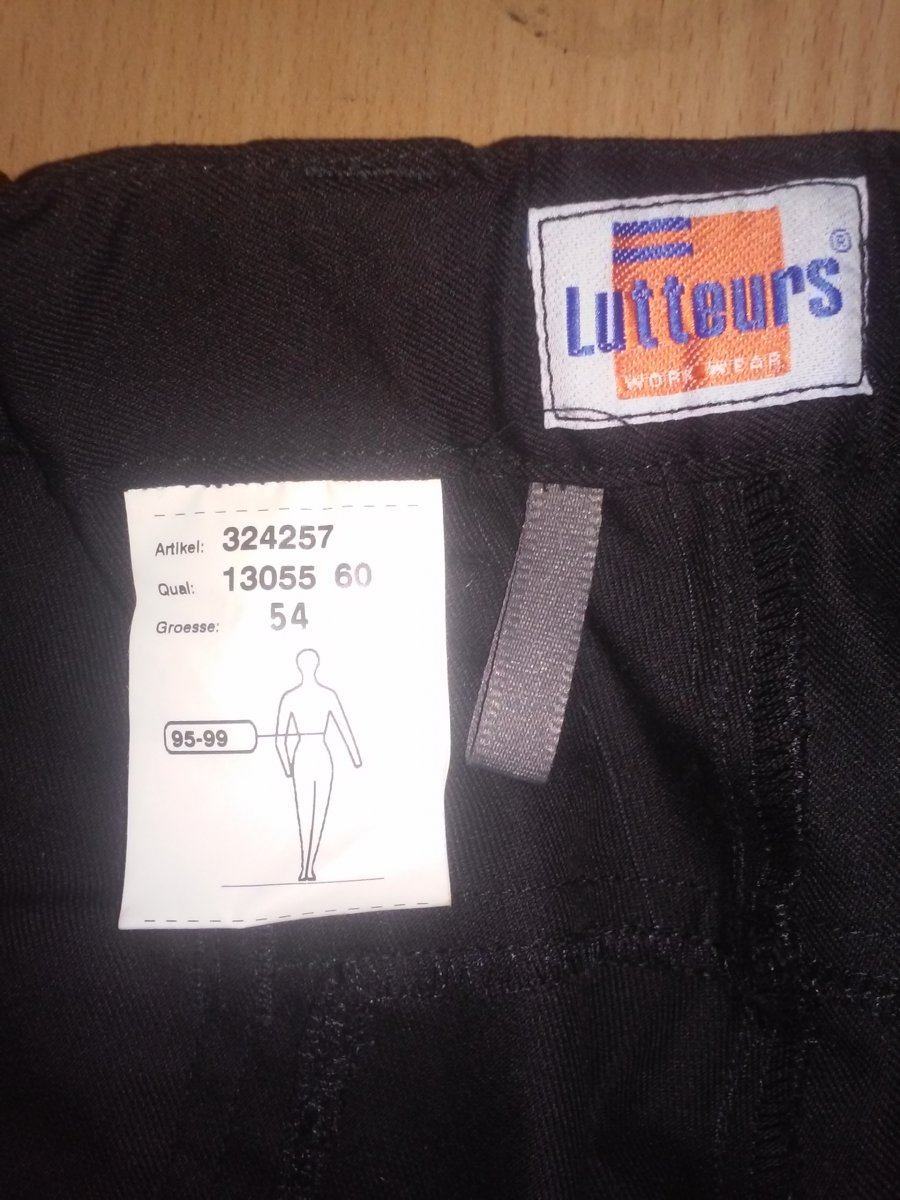 Lutteurs®
WORK WEAR
Artikel: 324257
Qual: 13055 60
Groesse: 54
95-99